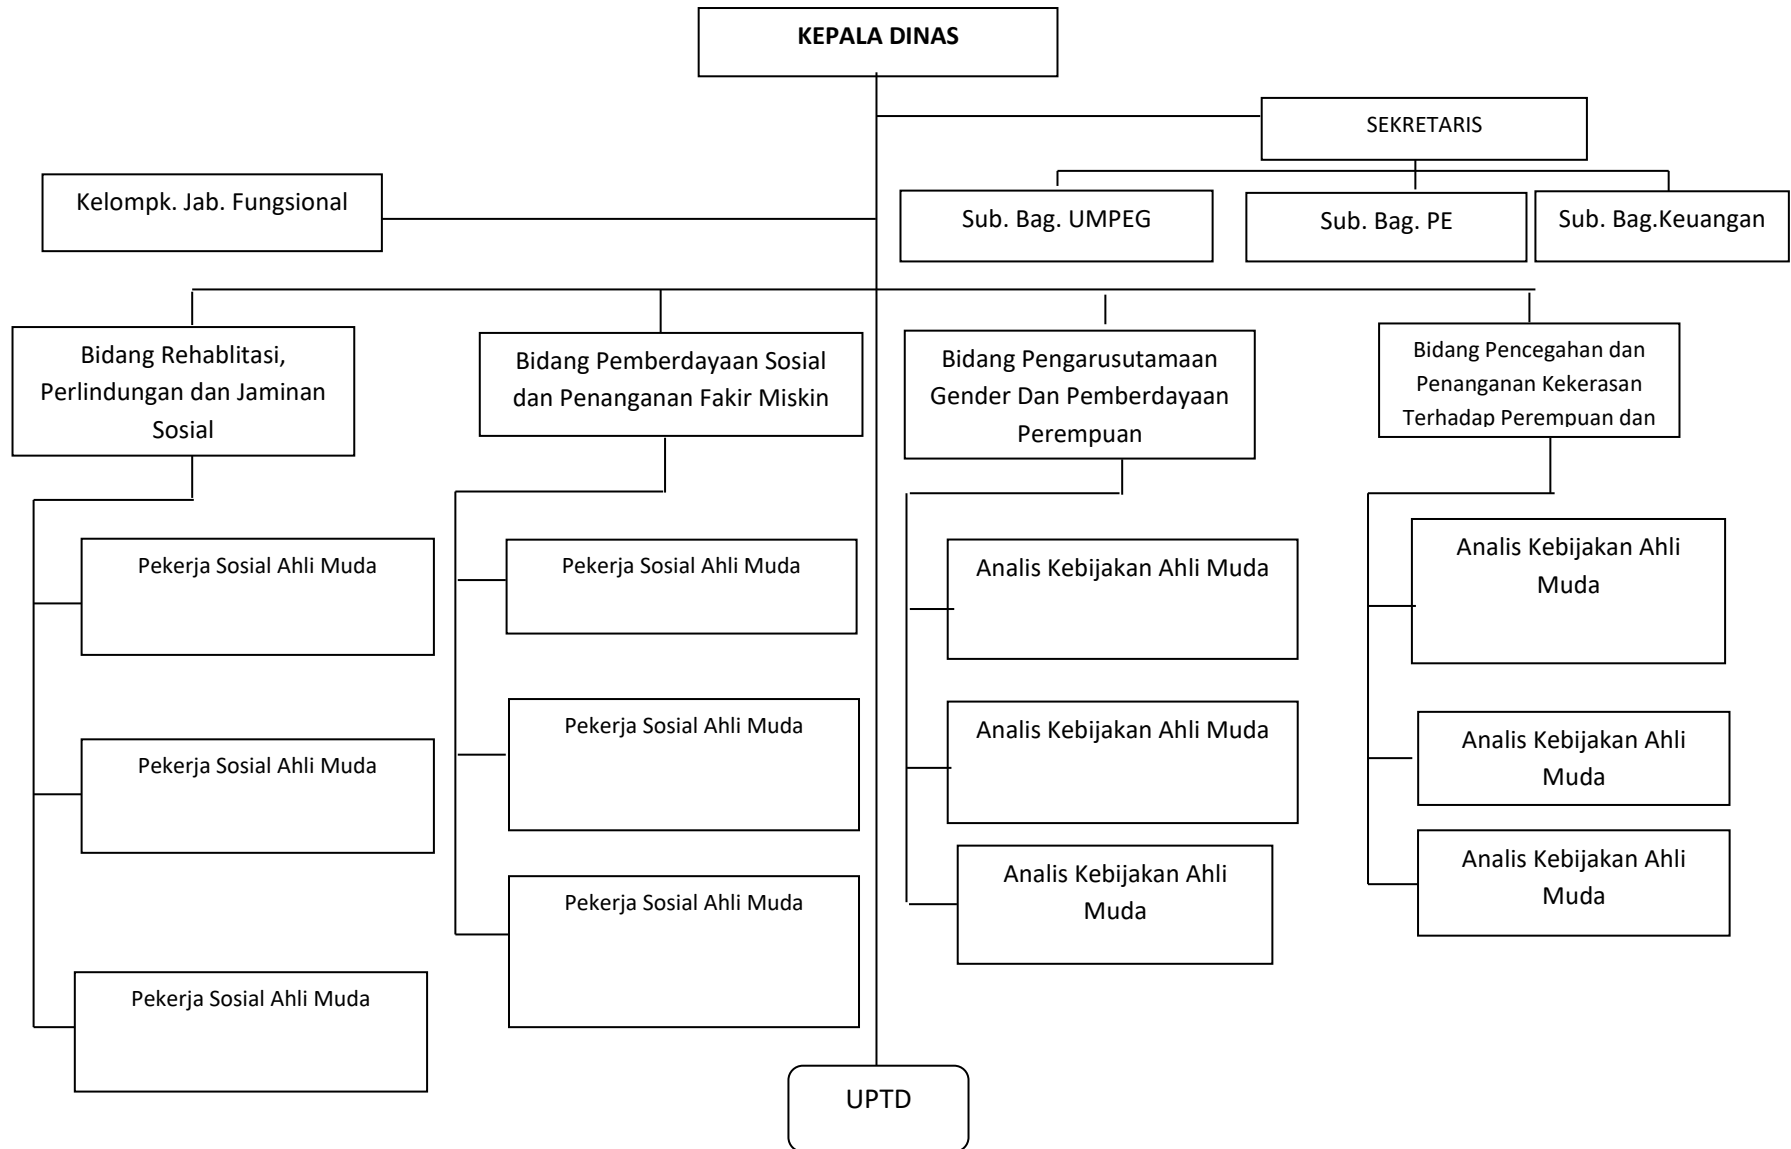 KEPALA DINAS
SEKRETARIS
Kelompk. Jab. Fungsional
Sub. Bag. UMPEG
Sub. Bag. PE
Sub. Bag.Keuangan
Bidang Rehablitasi,
Perlindungan dan Jaminan
Sosial
Bidang Pemberdayaan Sosial
dan Penanganan Fakir Miskin
Bidang Pengarusutamaan
Gender Dan Pemberdayaan
Perempuan
Bidang Pencegahan dan
Penanganan Kekerasan
Terhadap Perempuan dan
Pekerja Sosial Ahli Muda
Pekerja Sosial Ahli Muda
Pekerja Sosial Ahli Muda
Pekerja Sosial Ahli Muda
Pekerja Sosial Ahli Muda
Pekerja Sosial Ahli Muda
Analis Kebijakan Ahli Muda
Analis Kebijakan Ahli Muda
Analis Kebijakan Ahli
Muda
Analis Kebijakan Ahli
Muda
Analis Kebijakan Ahli
Muda
Analis Kebijakan Ahli
Muda
UPTD